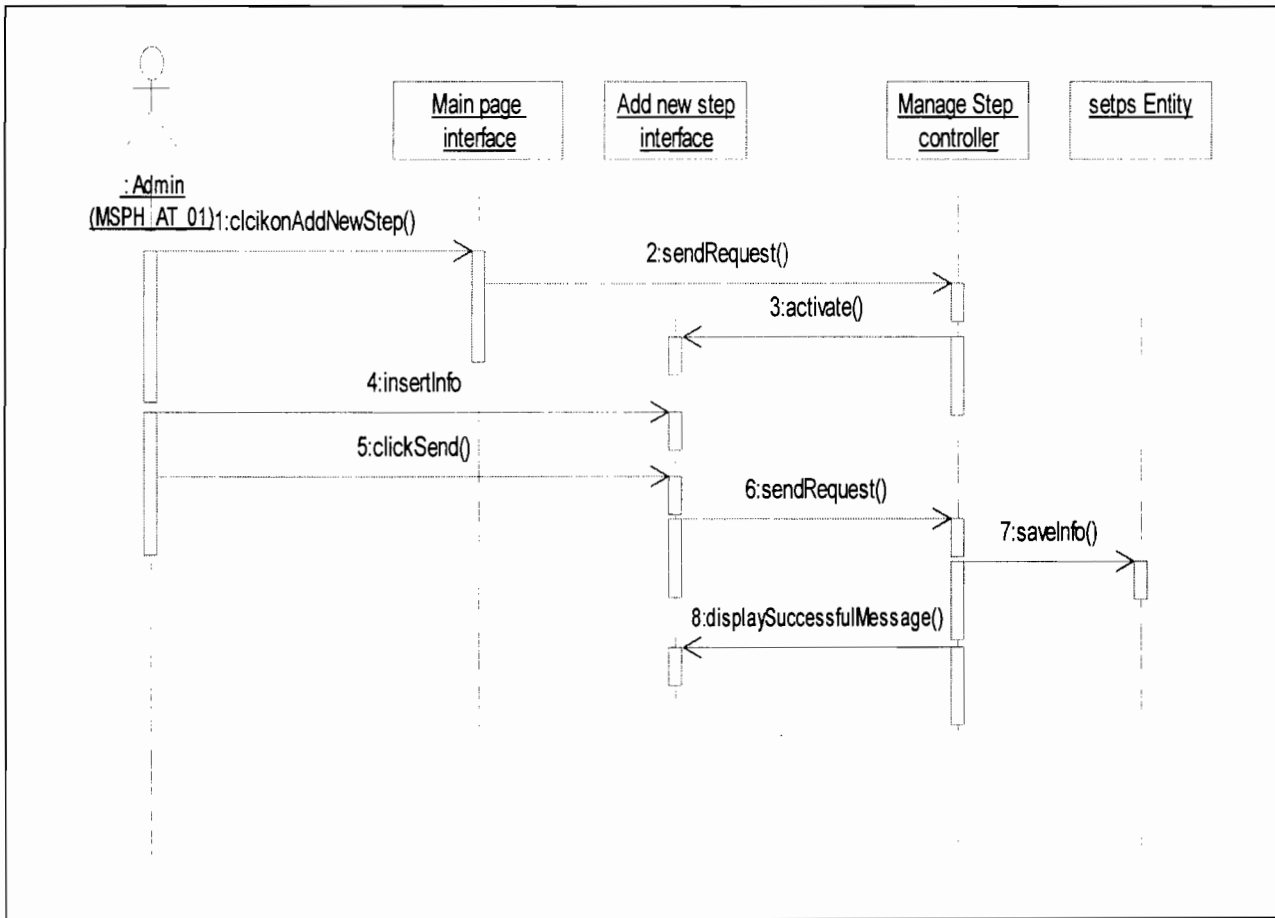 Main page
interface
Add new step
interface
Manage Step
controller
setps Entity
: Admin
(MSPH_AT_01)
1:clcikonAddNewStep()
2:sendRequest()
3:activate()
4:insertInfo
5:clickSend()
6:sendRequest()
7:saveInfo()
8:displaySuccessfulMessage()